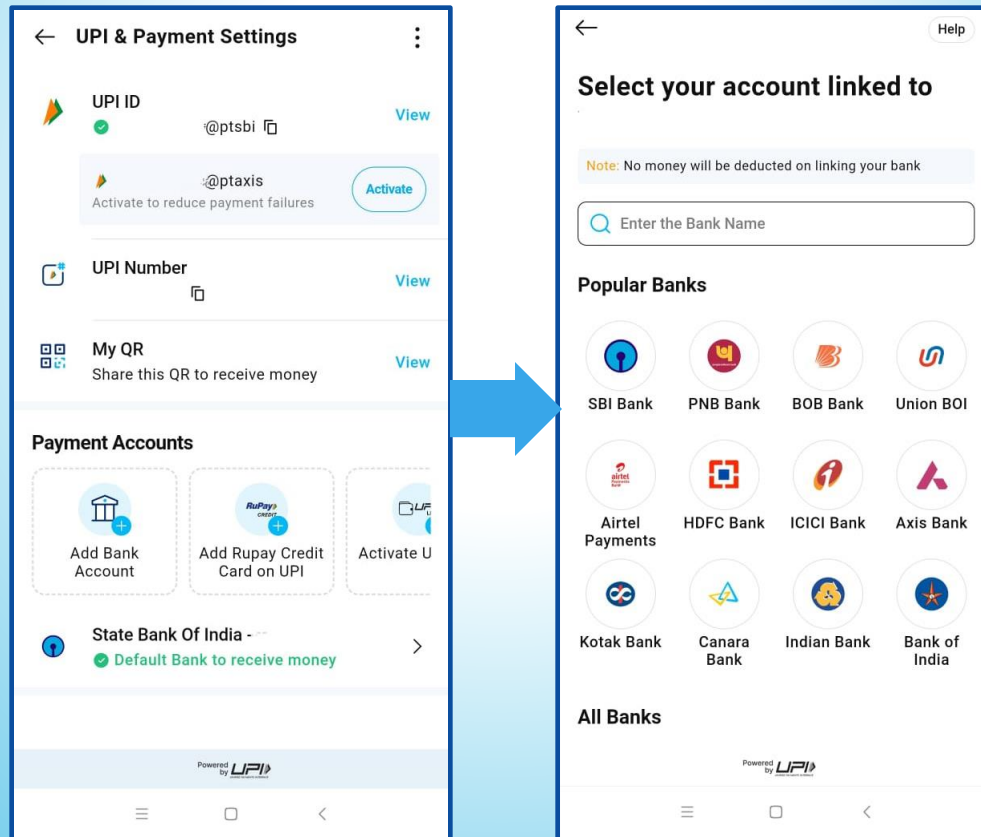 UPI & Payment Settings
UPI ID
@ptsbi
View
@ptaxis
Activate to reduce payment failures
Activate
UPI Number
View
My QR
Share this QR to receive money
View
Payment Accounts
RuPay
CREDIT
Add Bank
Account
Add Rupay Credit
Card on UPI
Activate U
State Bank Of India -
Default Bank to receive money
Powered
by UPI
Help
Select your account linked to
Note: No money will be deducted on linking your bank
Enter the Bank Name
Popular Banks
SBI Bank
PNB Bank
BOB Bank
Union BOI
airtel
Payments
Bank
Airtel
Payments
HDFC Bank
ICICI Bank
Axis Bank
Kotak Bank
Canara
Bank
Indian Bank
Bank of
India
All Banks
Powered
by UPI